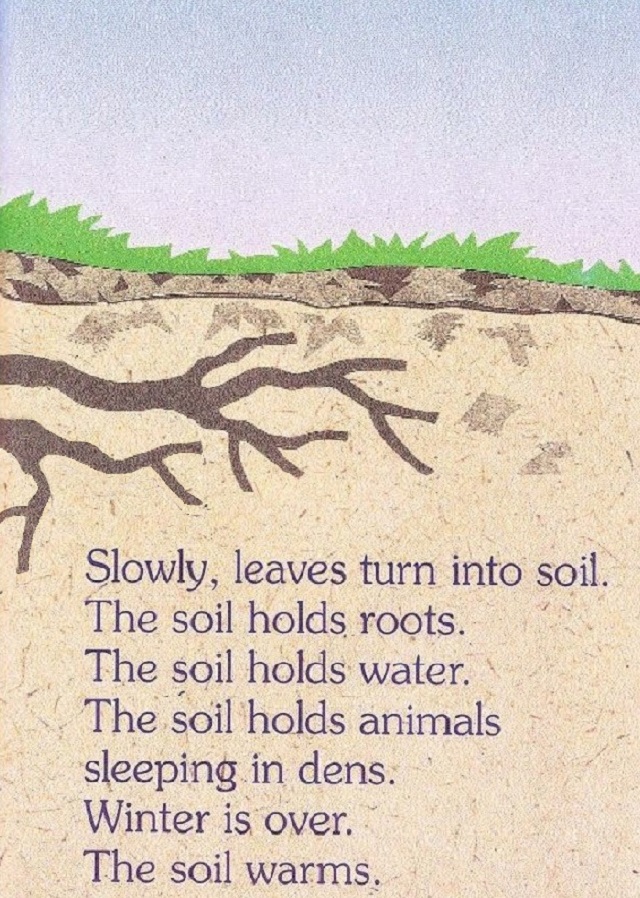 Slowly, leaves turn into soil.
The soil holds roots.
The soil holds water.
The soil holds animals
sleeping in dens.
Winter is over.
The soil warms.